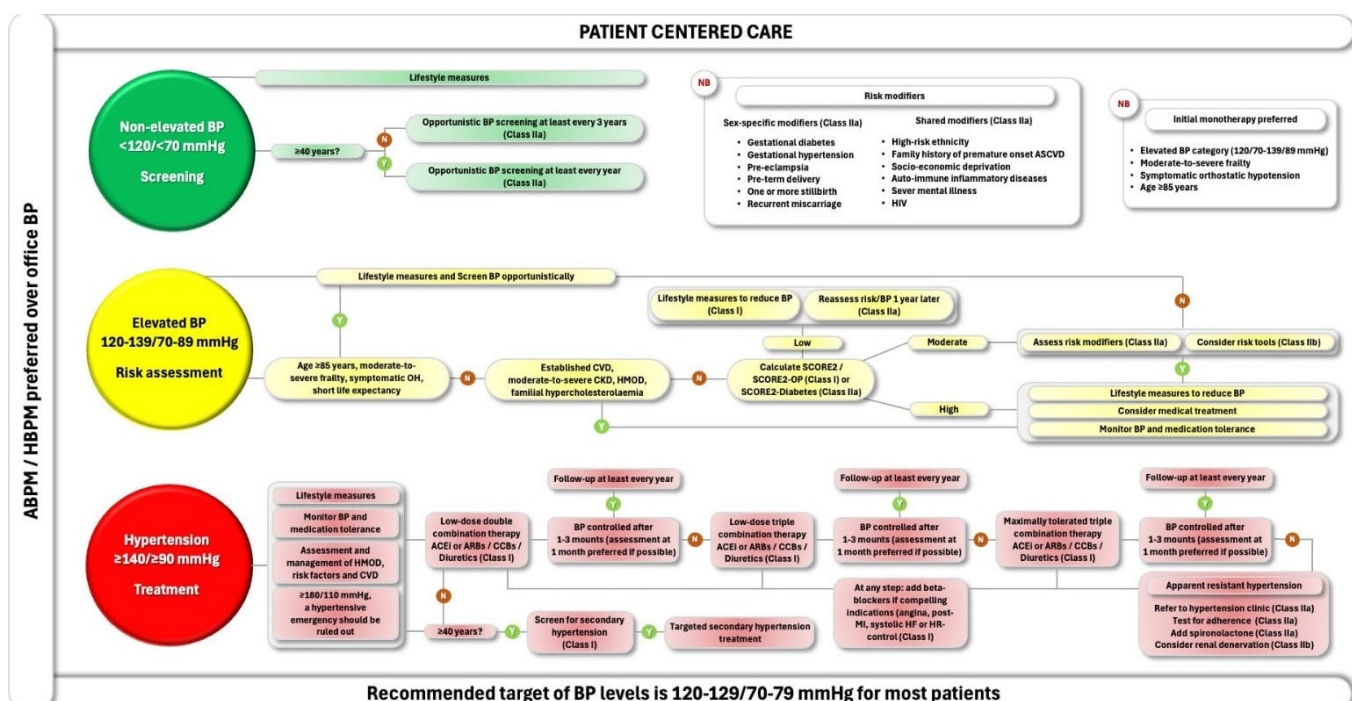 PATIENT CENTERED CARE
ABPM / HBPM preferred over office BP
Non-elevated BP
<120/<70 mmHg
Screening
Lifestyle measures
≥40 years?
N
Y
Opportunistic BP screening at least every 3 years
(Class IIa)
Opportunistic BP screening at least every year
(Class IIa)
NB
Risk modifiers
Sex-specific modifiers (Class IIa)
• Gestational diabetes
• Gestational hypertension
• Pre-eclampsia
• Pre-term delivery
• One or more stillbirth
• Recurrent miscarriage
Shared modifiers (Class IIa)
• High-risk ethnicity
• Family history of premature onset ASCVD
• Socio-economic deprivation
• Auto-immune inflammatory diseases
• Sever mental illness
• HIV
NB
Initial monotherapy preferred
• Elevated BP category (120/70-139/89 mmHg)
• Moderate-to-severe frailty
• Symptomatic orthostatic hypotension
• Age ≥85 years
Elevated BP
120-139/70-89 mmHg
Risk assessment
Lifestyle measures and Screen BP opportunistically
Y
Age ≥85 years, moderate-to-
severe frailty, symptomatic OH,
short life expectancy
N
Established CVD,
moderate-to-severe CKD, HMOD,
familial hypercholesterolaemia
Y
N
Lifestyle measures to reduce BP
(Class I)
Reassess risk/BP 1 year later
(Class IIa)
Low
Calculate SCORE2 /
SCORE2-OP (Class I) or
SCORE2-Diabetes (Class IIa)
Moderate
High
N
Assess risk modifiers (Class IIa)
Consider risk tools (Class IIb)
Y
Lifestyle measures to reduce BP
Consider medical treatment
Monitor BP and medication tolerance
Hypertension
≥140/≥90 mmHg
Treatment
Lifestyle measures
Monitor BP and
medication tolerance
Assessment and
management of HMOD,
risk factors and CVD
≥180/110 mmHg,
a hypertensive
emergency should be
ruled out
Low-dose double
combination therapy
ACEi or ARBs / CCBs /
Diuretics (Class I)
N
≥40 years?
Y
Screen for secondary
hypertension
(Class I)
Y
Targeted secondary hypertension
treatment
Follow-up at least every year
Y
BP controlled after
1-3 mounts (assessment at
1 month preferred if possible)
N
Low-dose triple
combination therapy
ACEi or ARBs / CCBs /
Diuretics (Class I)
Follow-up at least every year
Y
BP controlled after
1-3 mounts (assessment at
1 month preferred if possible)
N
At any step: add beta-
blockers if compelling
indications (angina, post-
MI, systolic HF or HR-
control (Class I)
Maximally tolerated triple
combination therapy
ACEi or ARBs / CCBs /
Diuretics (Class I)
Follow-up at least every year
Y
BP controlled after
1-3 mounts (assessment at
1 month preferred if possible)
N
Apparent resistant hypertension
Refer to hypertension clinic (Class IIa)
Test for adherence (Class IIa)
Add spironolactone (Class IIa)
Consider renal denervation (Class IIb)
Recommended target of BP levels is 120-129/70-79 mmHg for most patients